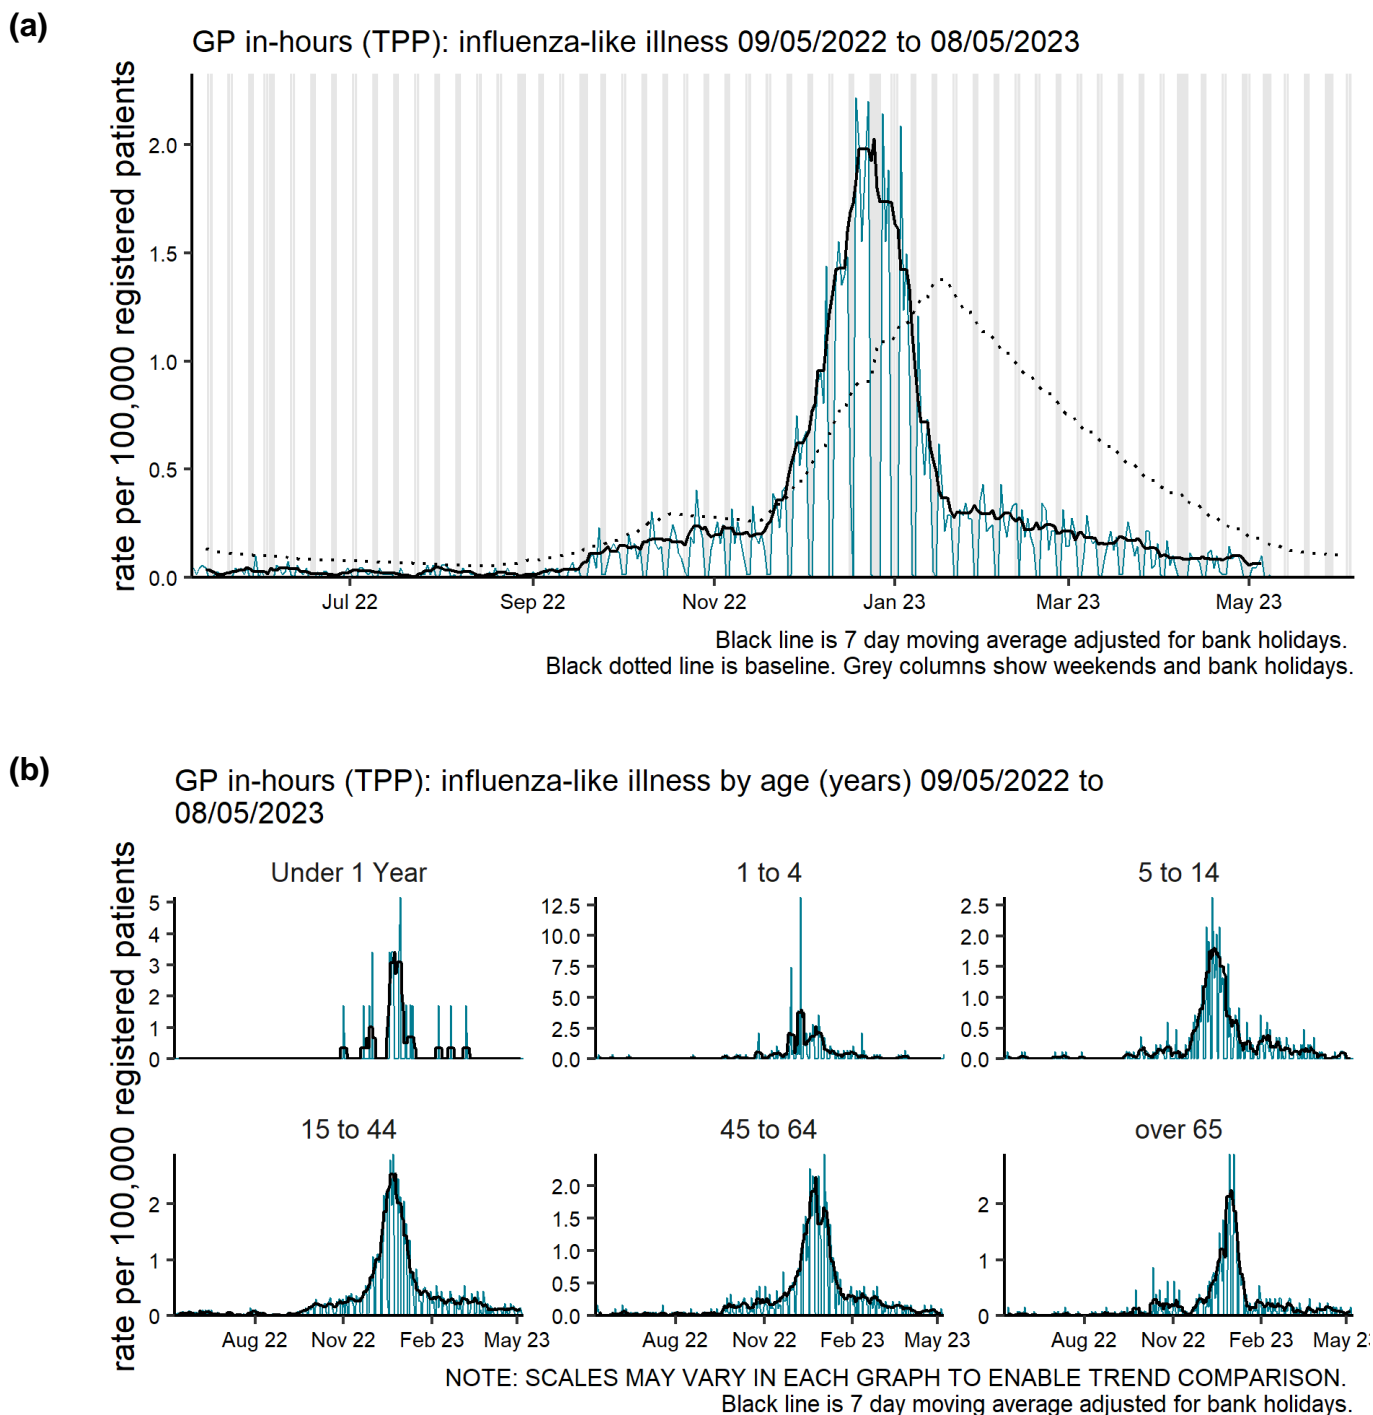 (a)
GP in-hours (TPP): influenza-like illness 09/05/2022 to 08/05/2023
rate per 100,000 registered patients
2.0
1.5
1.0
0.5
0.0
Jul 22 Sep 22 Nov 22 Jan 23 Mar 23 May 23
Black line is 7 day moving average adjusted for bank holidays.
Black dotted line is baseline. Grey columns show weekends and bank holidays.
(b)
GP in-hours (TPP): influenza-like illness by age (years) 09/05/2022 to
08/05/2023
rate per 100,000 registered patients
Under 1 Year
5
4
3
2
1
0
1 to 4
12.5
10.0
7.5
5.0
2.5
0.0
5 to 14
2.5
2.0
1.5
1.0
0.5
0.0
15 to 44
2
1
0
Aug 22 Nov 22 Feb 23 May 23
45 to 64
2.0
1.5
1.0
0.5
0.0
Aug 22 Nov 22 Feb 23 May 23
over 65
2
1
0
Aug 22 Nov 22 Feb 23 May 2
NOTE: SCALES MAY VARY IN EACH GRAPH TO ENABLE TREND COMPARISON.
Black line is 7 day moving average adjusted for bank holidays.